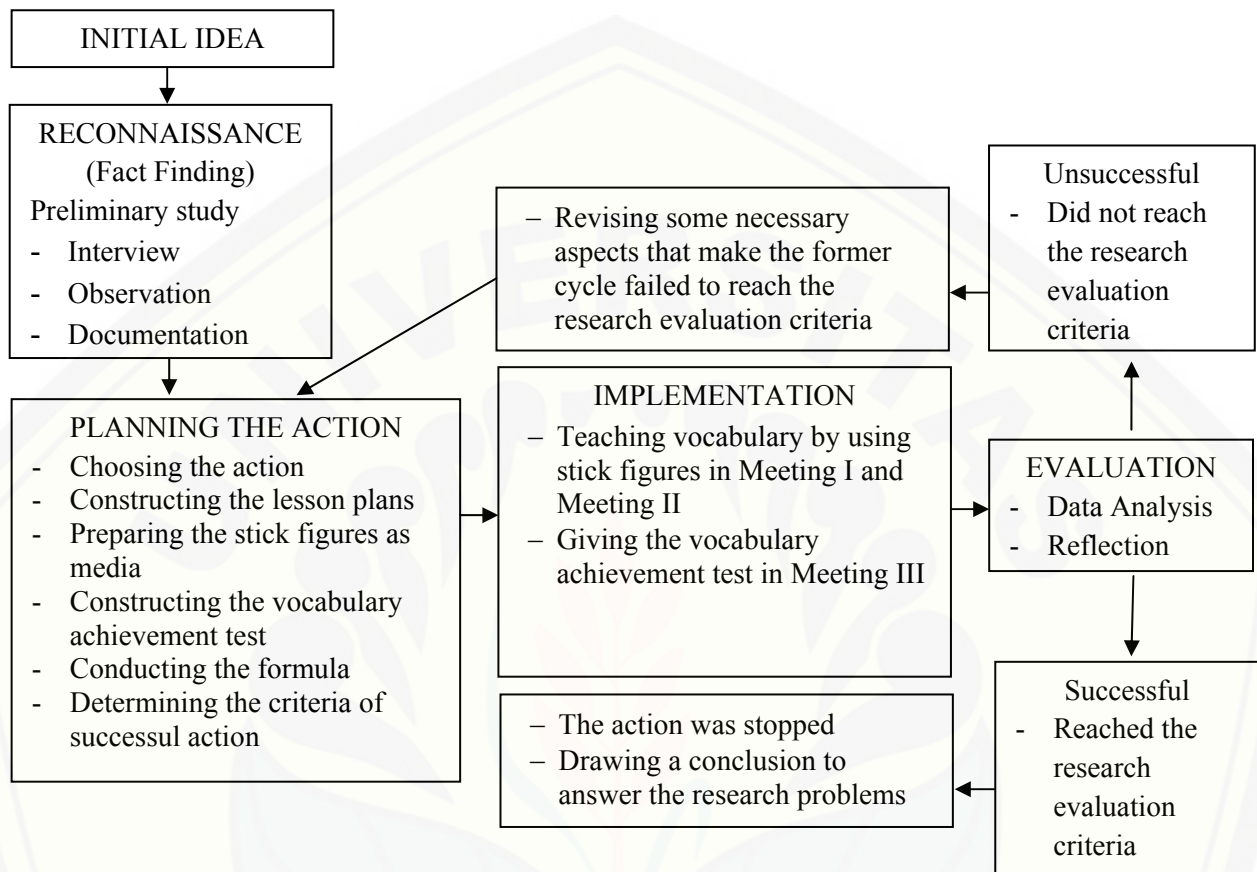 INITIAL IDEA
RECONNAISSANCE
(Fact Finding)
Preliminary study
- Interview
- Observation
- Documentation
PLANNING THE ACTION
- Choosing the action
- Constructing the lesson plans
- Preparing the stick figures as
media
- Constructing the vocabulary
achievement test
- Conducting the formula
- Determining the criteria of
successul action
IMPLEMENTATION
– Teaching vocabulary by using
stick figures in Meeting I and
Meeting II
– Giving the vocabulary
achievement test in Meeting III
EVALUATION
- Data Analysis
- Reflection
Unsuccessful
- Did not reach
the research
evaluation
criteria
– Revising some necessary
aspects that make the former
cycle failed to reach the
research evaluation criteria
Successful
- Reached the
research
evaluation
criteria
– The action was stopped
– Drawing a conclusion to
answer the research problems
UNIVERSITAS